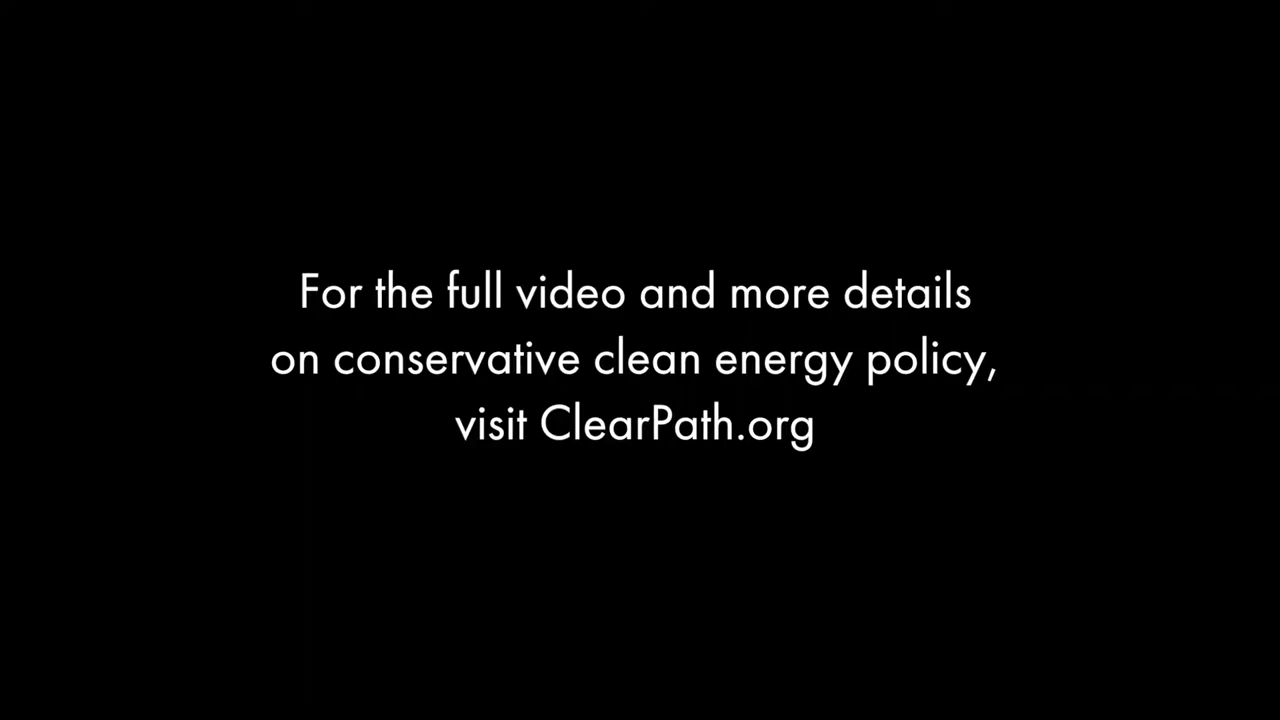 For the full video and more details
on conservative clean energy policy,
visit ClearPath.org